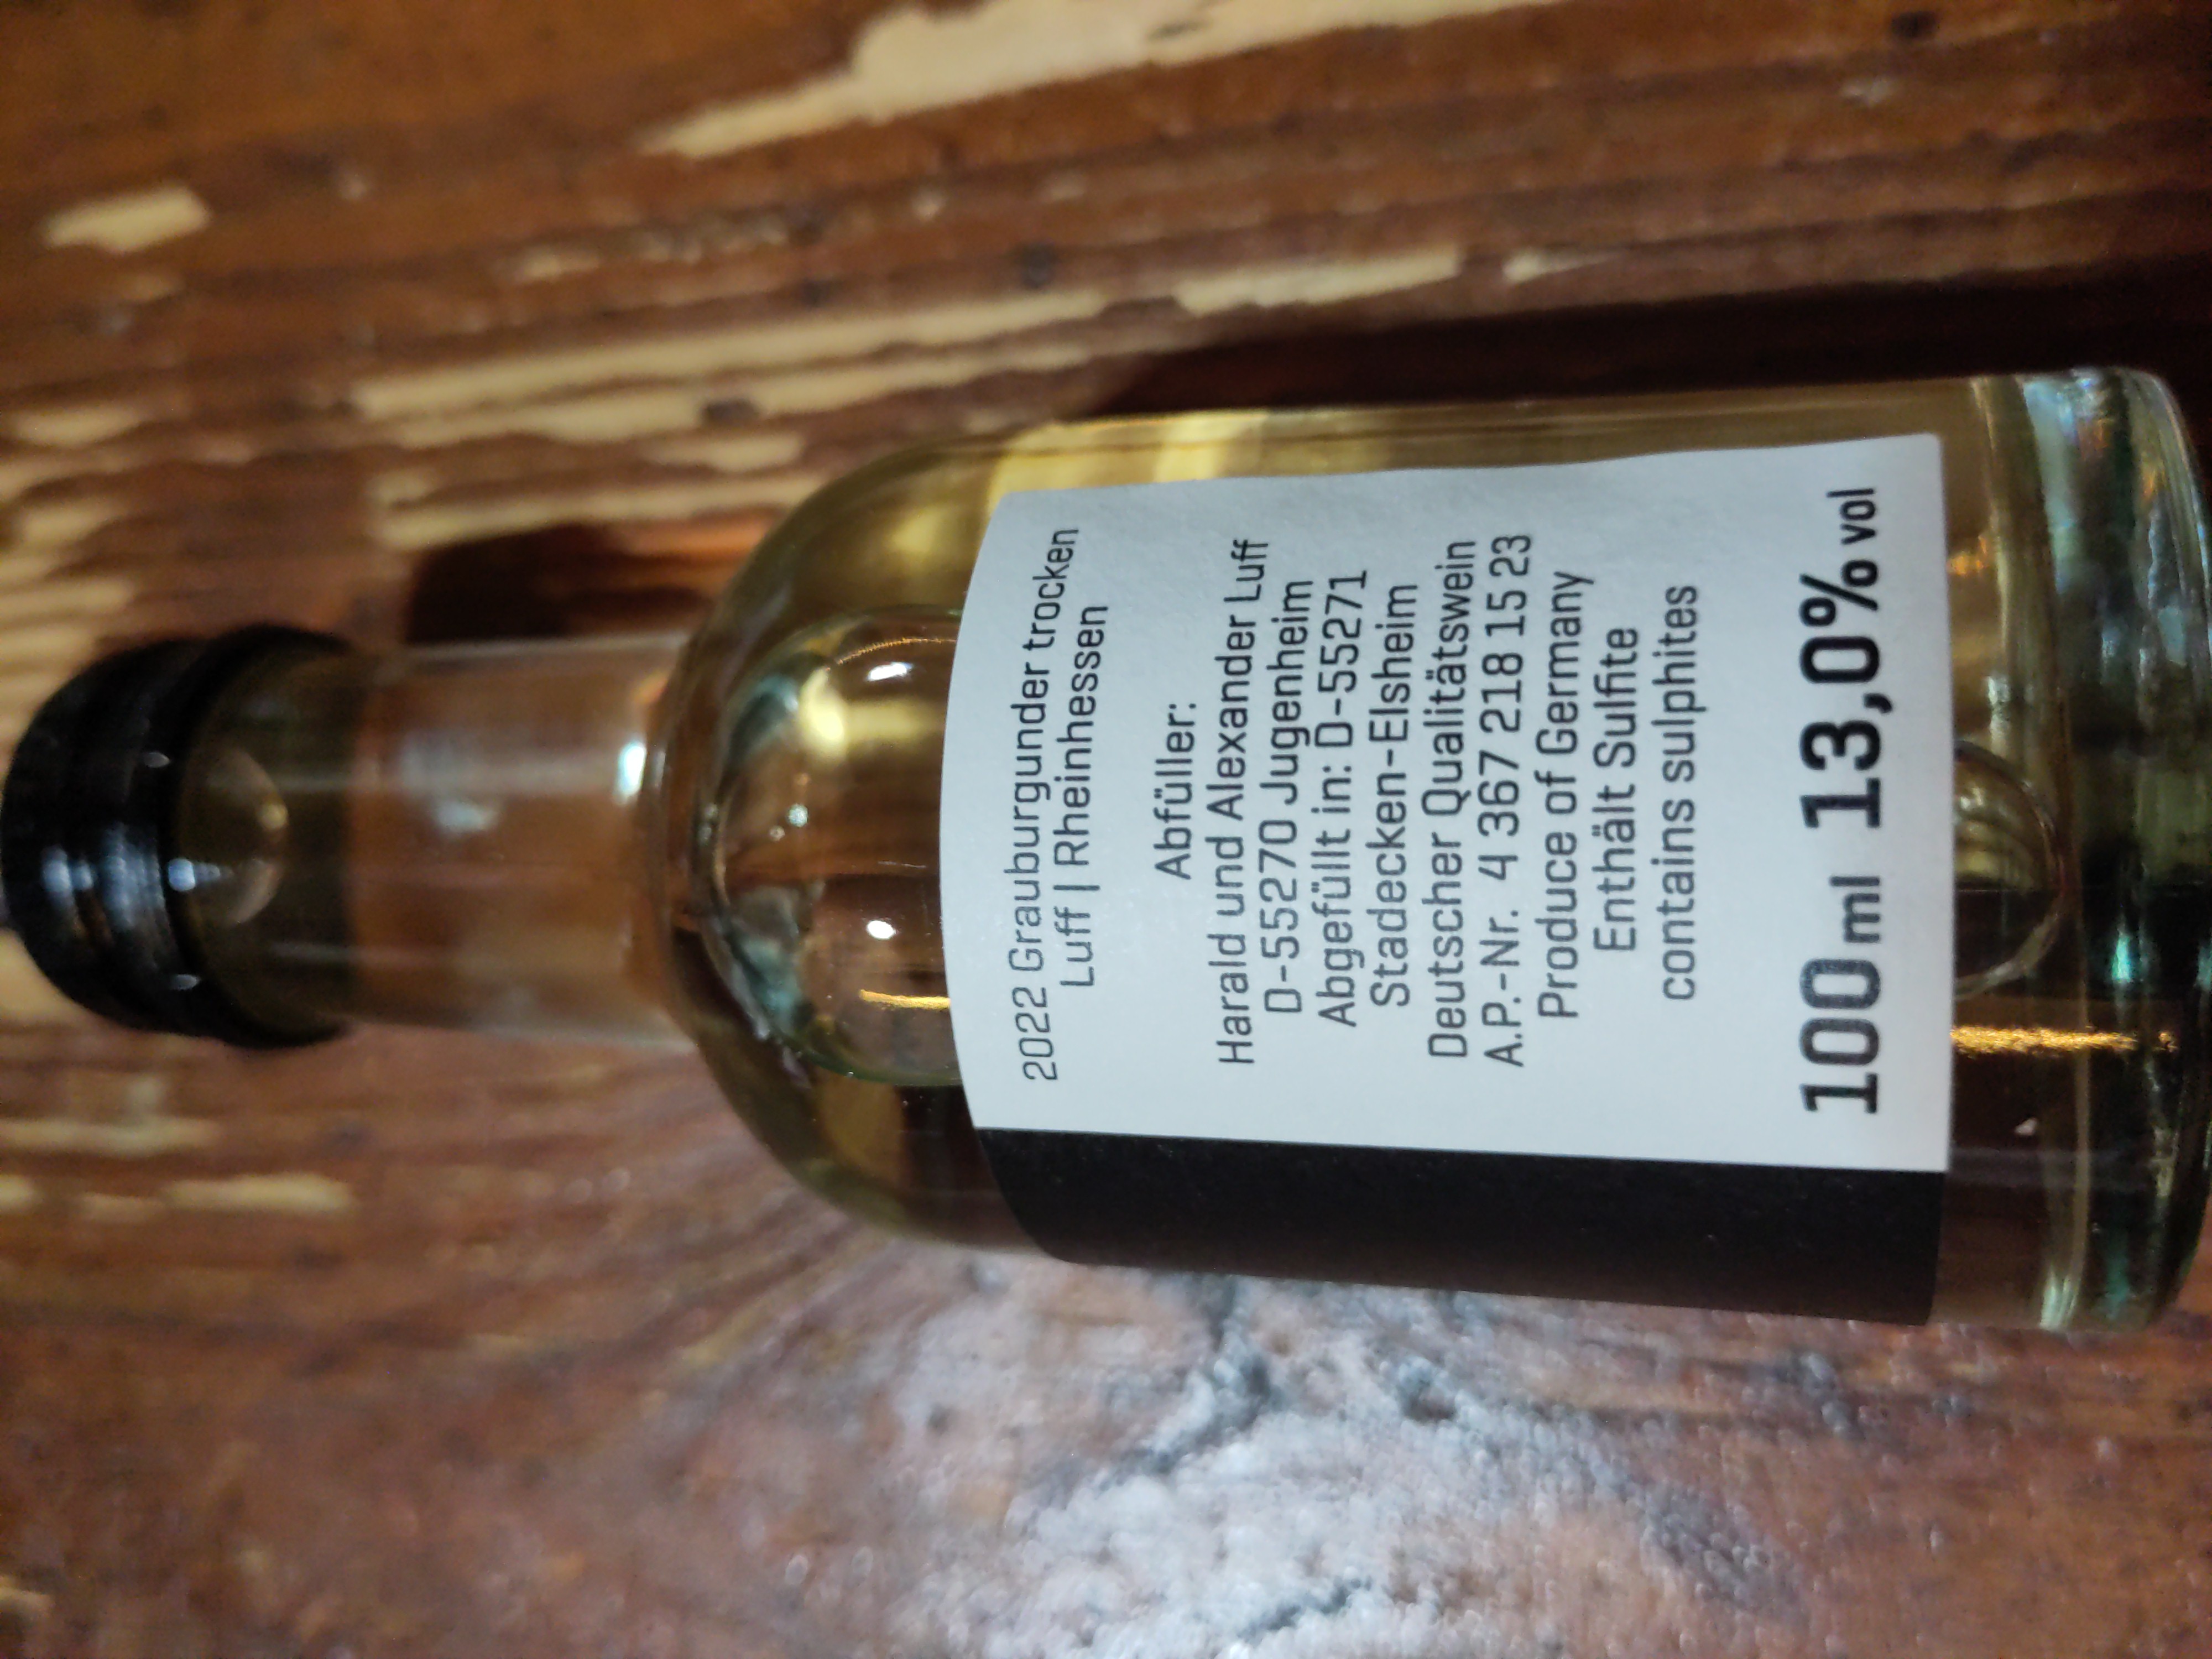 2022 Grauburgunder trocken
Luff | Rheinhessen
Abfüller:
Harald und Alexander Luff
D-55270 Jugenheim
Abgefüllt in: D-55271
Stadecken-Elsheim
Deutscher Qualitätswein
A.P.-Nr. 4 367 218 15 23
Produce of Germany
Enthält Sulfite
contains sulphites
100 ml 13,0% vol